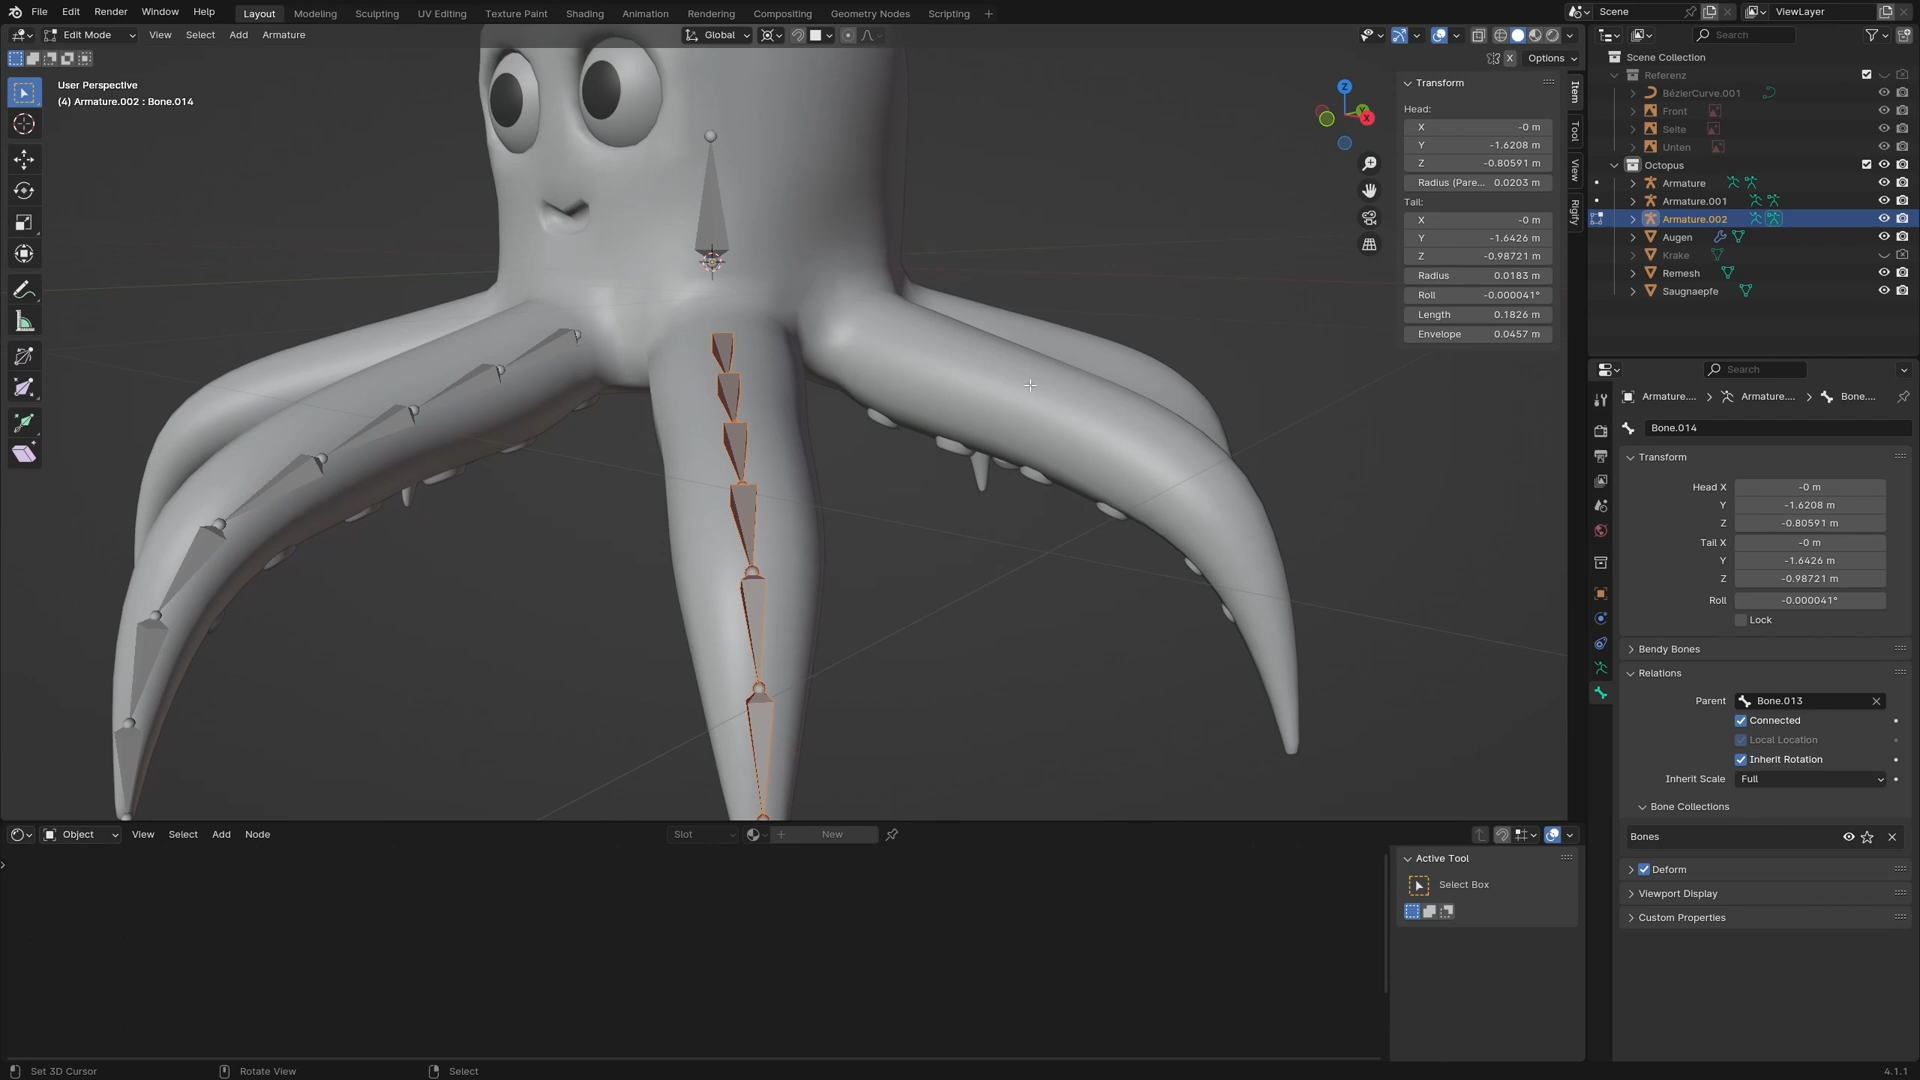 File Edit Render Window Help Layout Modeling Sculpting UV Editing Texture Paint Shading Animation Rendering Compositing Geometry Nodes Scripting + Scene ViewLayer
Edit Mode View Select Add Armature Global Search
X Options
User Perspective
(4) Armature.002 : Bone.014
Z
Y
X
Transform
Head:
X -0 m
Y -1.6208 m
Z -0.80591 m
Radius (Pare... 0.0203 m
Tail:
X -0 m
Y -1.6426 m
Z -0.98721 m
Radius 0.0183 m
Roll -0.000041°
Length 0.1826 m
Envelope 0.0457 m
Item
Tool
View
Rigify
Scene Collection
Referenz
BézierCurve.001
Front
Seite
Unten
Octopus
Armature
Armature.001
Armature.002
Augen
Krake
Remesh
Saugnaepfe
Search
Armature.... Armature.... Bone....
Bone.014
Transform
Head X -0 m
Y -1.6208 m
Z -0.80591 m
Tail X -0 m
Y -1.6426 m
Z -0.98721 m
Roll -0.000041°
Lock
Bendy Bones
Relations
Parent Bone.013
Connected
Local Location
Inherit Rotation
Inherit Scale Full
Bone Collections
Bones
Deform
Viewport Display
Custom Properties
Object View Select Add Node Slot New
Active Tool
Select Box
Set 3D Cursor Rotate View Select 4.1.1